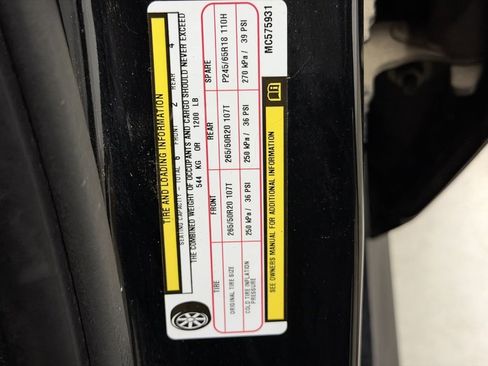 TIRE AND LOADING INFORMATION
SEATING CAPACITY – TOTAL 6 FRONT 2 REAR 4
THE COMBINED WEIGHT OF OCCUPANTS AND CARGO SHOULD NEVER EXCEED
544 KG OR 1200 LB
TIRE FRONT REAR SPARE
ORIGINAL TIRE SIZE 265/50R20 107T 265/50R20 107T P245/65R18 110H
COLD TIRE INFLATION PRESSURE 250 kPa / 36 PSI 250 kPa / 36 PSI 270 kPa / 39 PSI
SEE OWNERS MANUAL FOR ADDITIONAL INFORMATION
MC575931